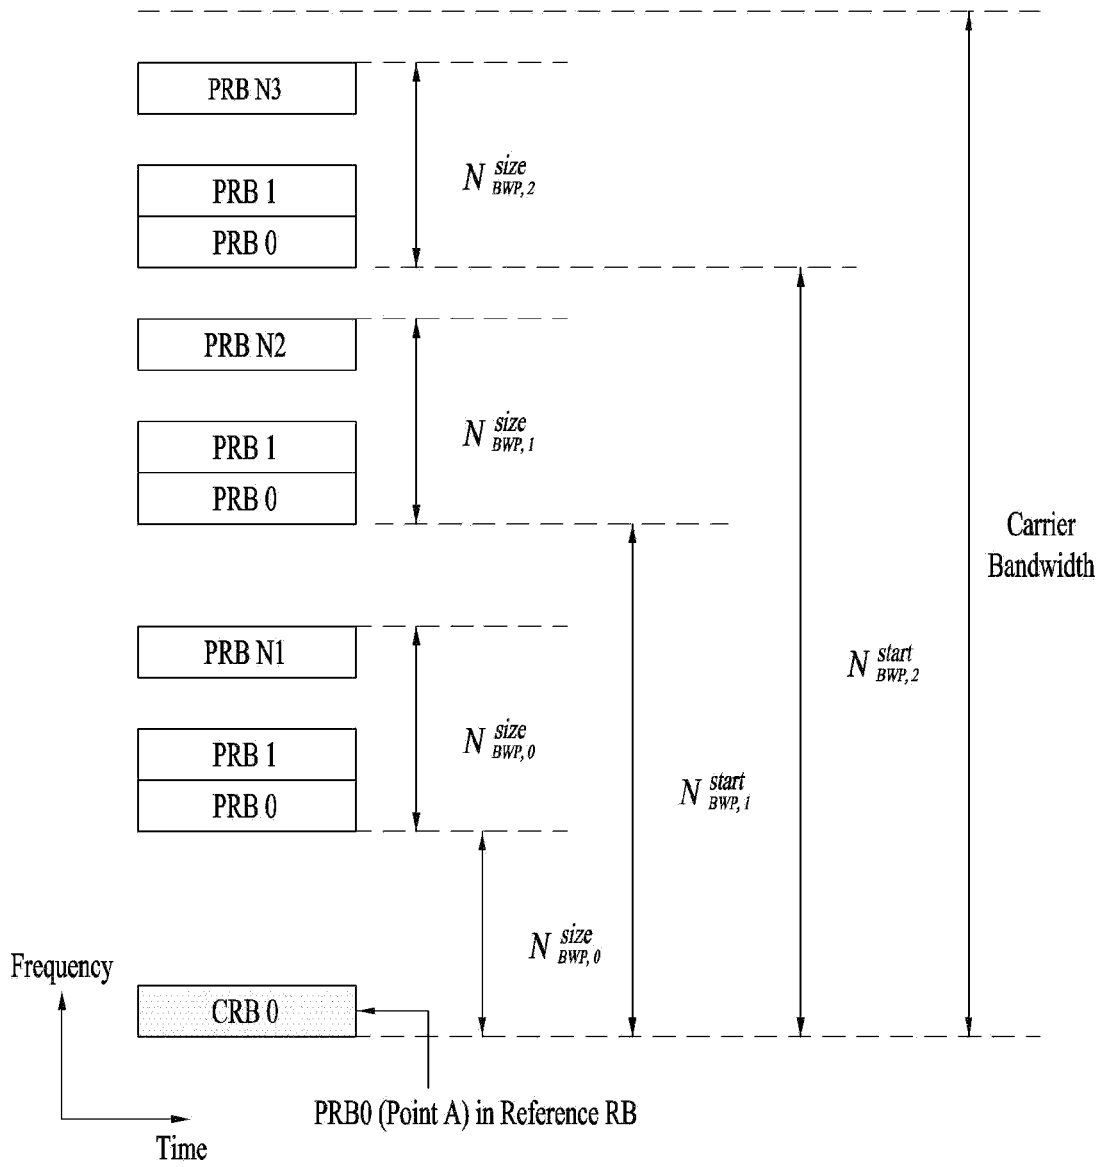 PRB N3
N size BWP, 2
PRB 1
PRB 0
PRB N2
N size BWP, 1
PRB 1
PRB 0
Carrier
Bandwidth
PRB N1
N start BWP, 2
N size BWP, 0
PRB 1
N start BWP, 1
PRB 0
N size BWP, 0
Frequency
CRB 0
PRB0 (Point A) in Reference RB
Time